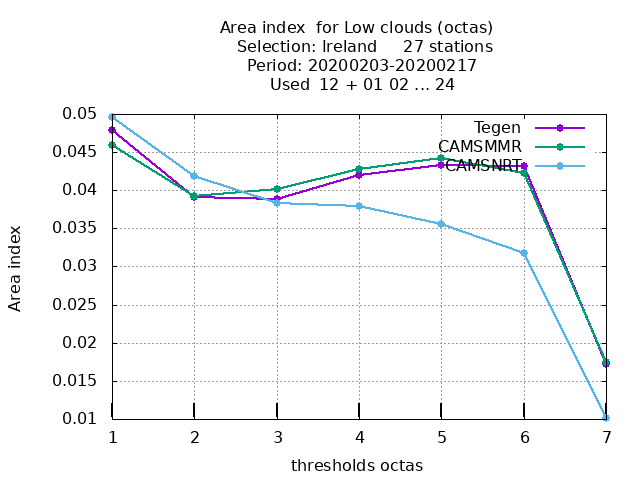 Area index  for Low clouds (octas)
Selection: Ireland     27 stations
Period: 20200203-20200217
Used  12 + 01 02 ... 24
Tegen
CAMSMMR
CAMSNRT
Area index
0.05
0.045
0.04
0.035
0.03
0.025
0.02
0.015
0.01
1 2 3 4 5 6 7
thresholds octas